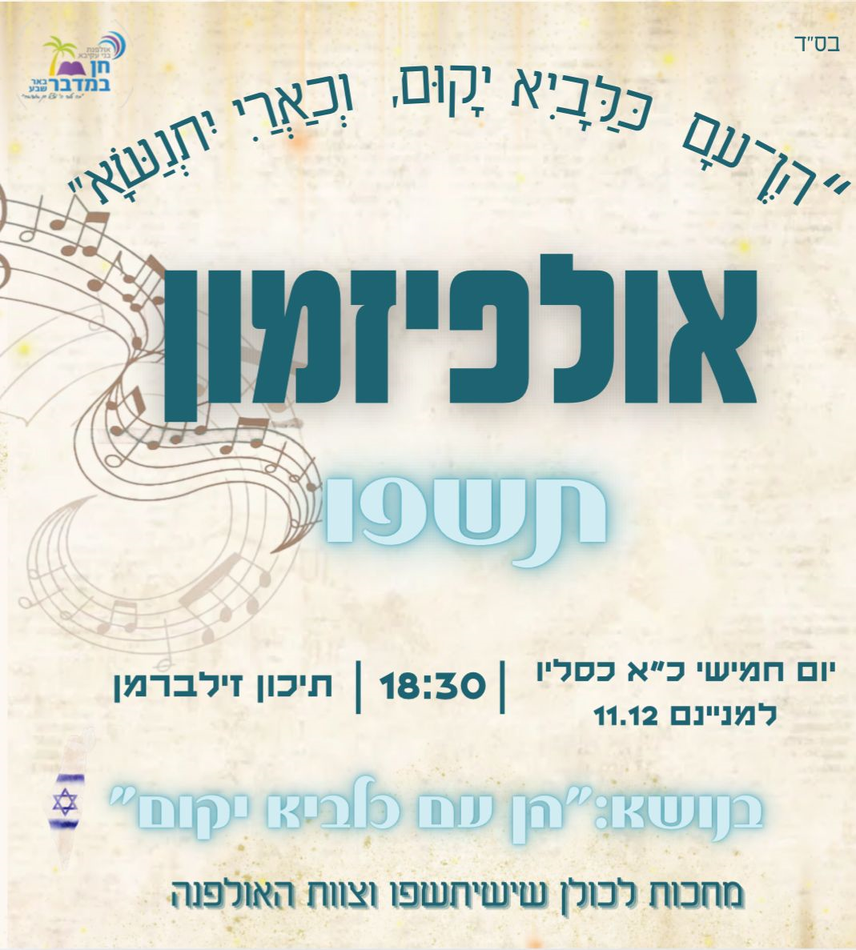 בס״ד
אולפנת
בני עקיבא
חן
במדבר באר שבע
״הֶן־עָם כְּלָבִיא יָקוּם, וְכַאֲרִי יִתְנַשָּׂא״
אולפיזמון
תשפו
יום חמישי כ״א כסליו
למניינם 11.12
18:30
תיכון זילברמן
בנושא:״הן עם כלביא יקום״
מחכות לכולן שישיתשפו וצוות האולפנה